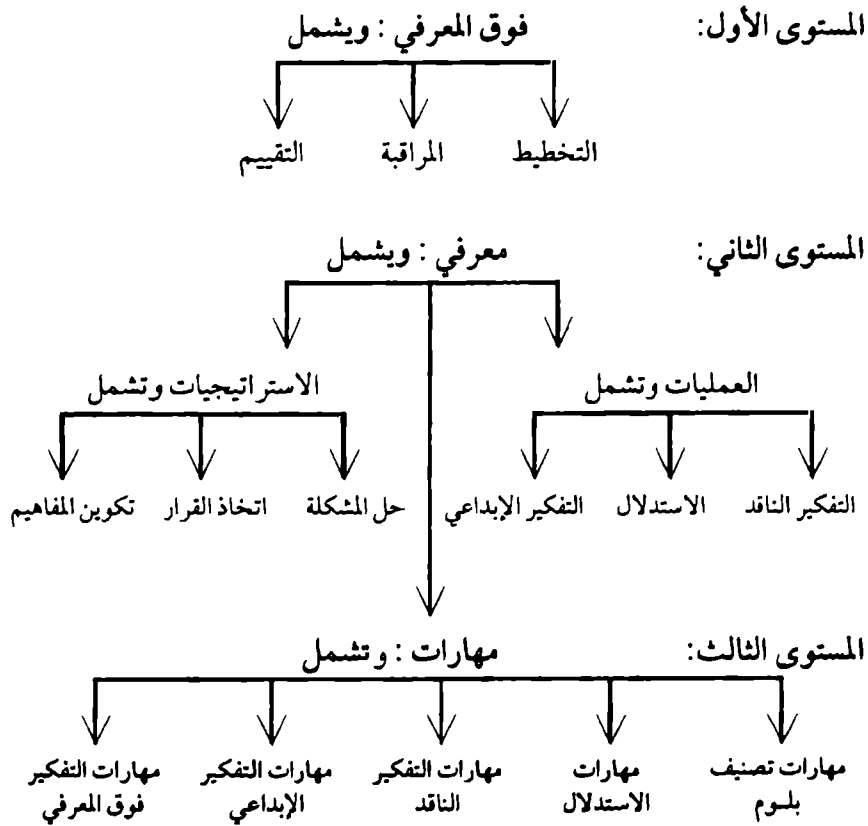 المستوى الأول: فوق المعرفي : ويشمل
التخطيط المراقبة التقييم
المستوى الثاني: معرفي : ويشمل
العمليات وتشمل الاستراتيجيات وتشمل
التفكير الناقد الاستدلال التفكير الإبداعي حل المشكلة اتخاذ القرار تكوين المفاهيم
المستوى الثالث: مهارات : وتشمل
مهارات تصنيف مهارات مهارات التفكير مهارات التفكير مهارات التفكير
بلوم الاستدلال الناقد الإبداعي فوق المعرفي